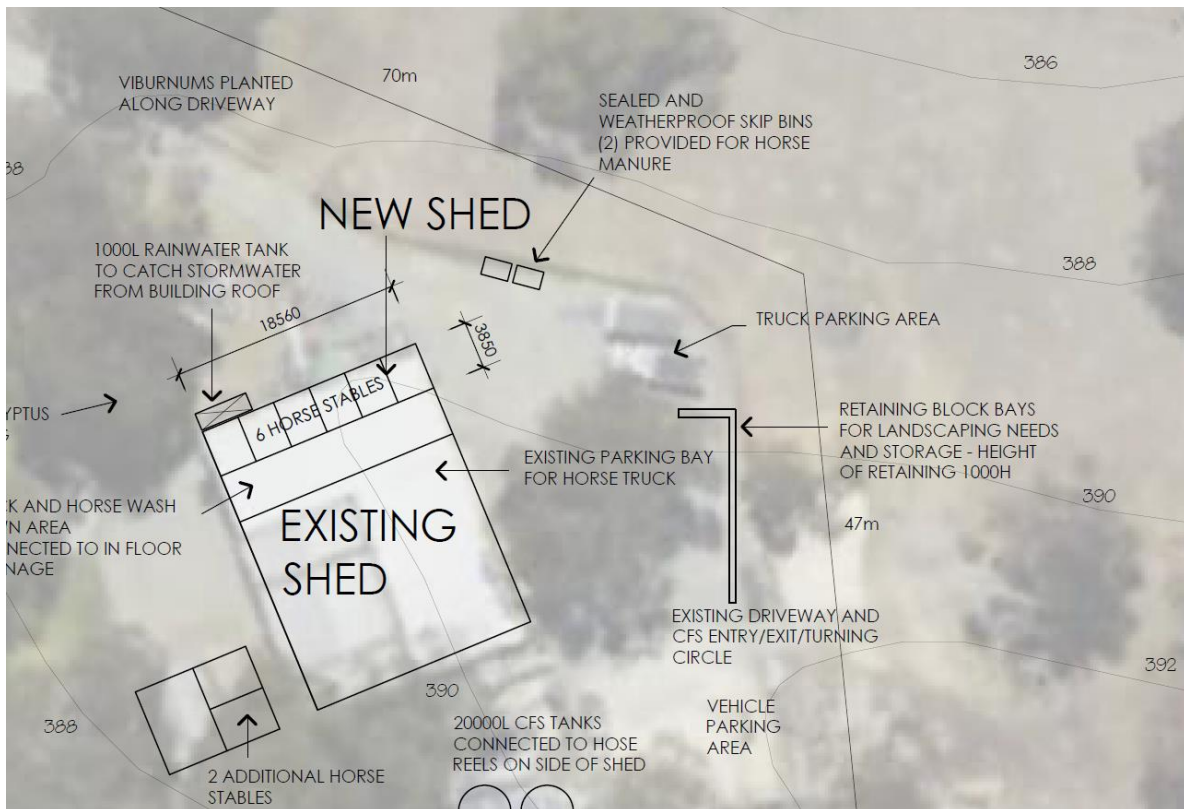 VIBURNUMS PLANTED
ALONG DRIVEWAY
70m
386
SEALED AND
WEATHERPROOF SKIP BINS
(2) PROVIDED FOR HORSE
MANURE
88
NEW SHED
1000L RAINWATER TANK
TO CATCH STORMWATER
FROM BUILDING ROOF
388
18560
3850
TRUCK PARKING AREA
YPTUS
6 HORSE STABLES
RETAINING BLOCK BAYS
FOR LANDSCAPING NEEDS
AND STORAGE - HEIGHT
OF RETAINING 1000H
EXISTING PARKING BAY
FOR HORSE TRUCK
390
CK AND HORSE WASH
WN AREA
NNECTED TO IN FLOOR
NAGE
EXISTING
SHED
47m
EXISTING DRIVEWAY AND
CFS ENTRY/EXIT/TURNING
CIRCLE
392
390
388
VEHICLE
PARKING
AREA
20000L CFS TANKS
CONNECTED TO HOSE
REELS ON SIDE OF SHED
2 ADDITIONAL HORSE
STABLES